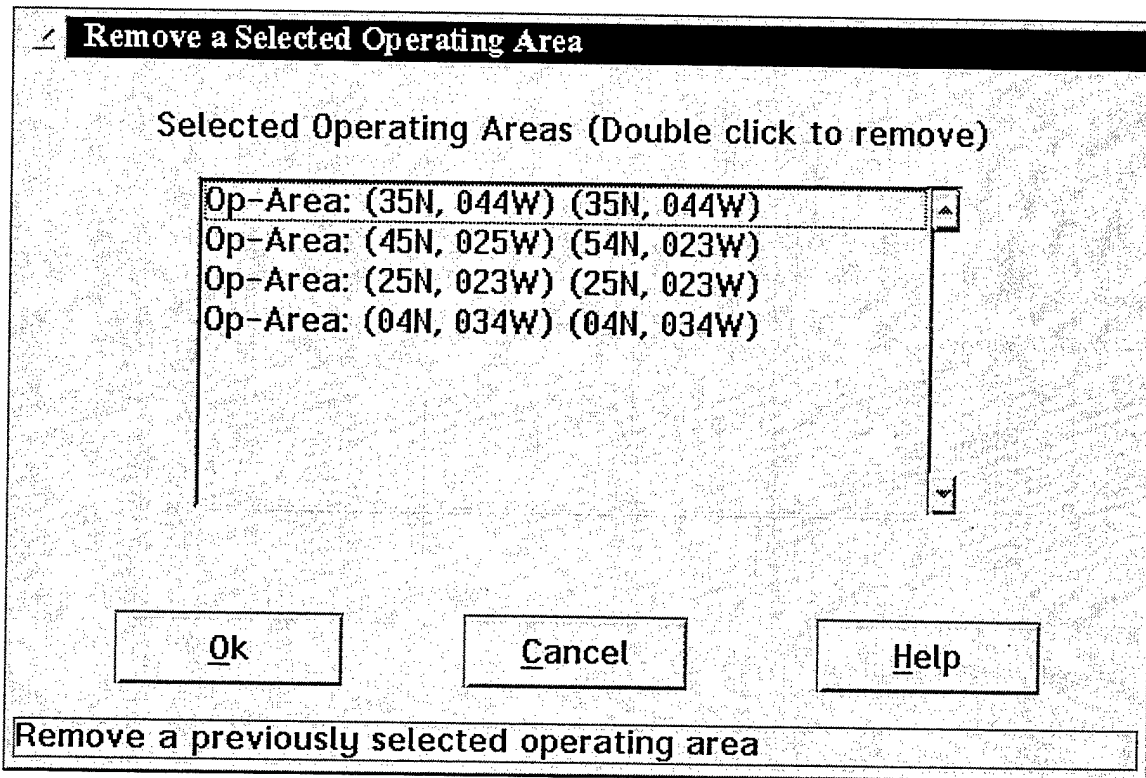 Remove a Selected Operating Area
Selected Operating Areas (Double click to remove)
Op-Area: (35N, 044W) (35N, 044W)
Op-Area: (45N, 025W) (54N, 023W)
Op-Area: (25N, 023W) (25N, 023W)
Op-Area: (04N, 034W) (04N, 034W)
Ok Cancel Help
Remove a previously selected operating area